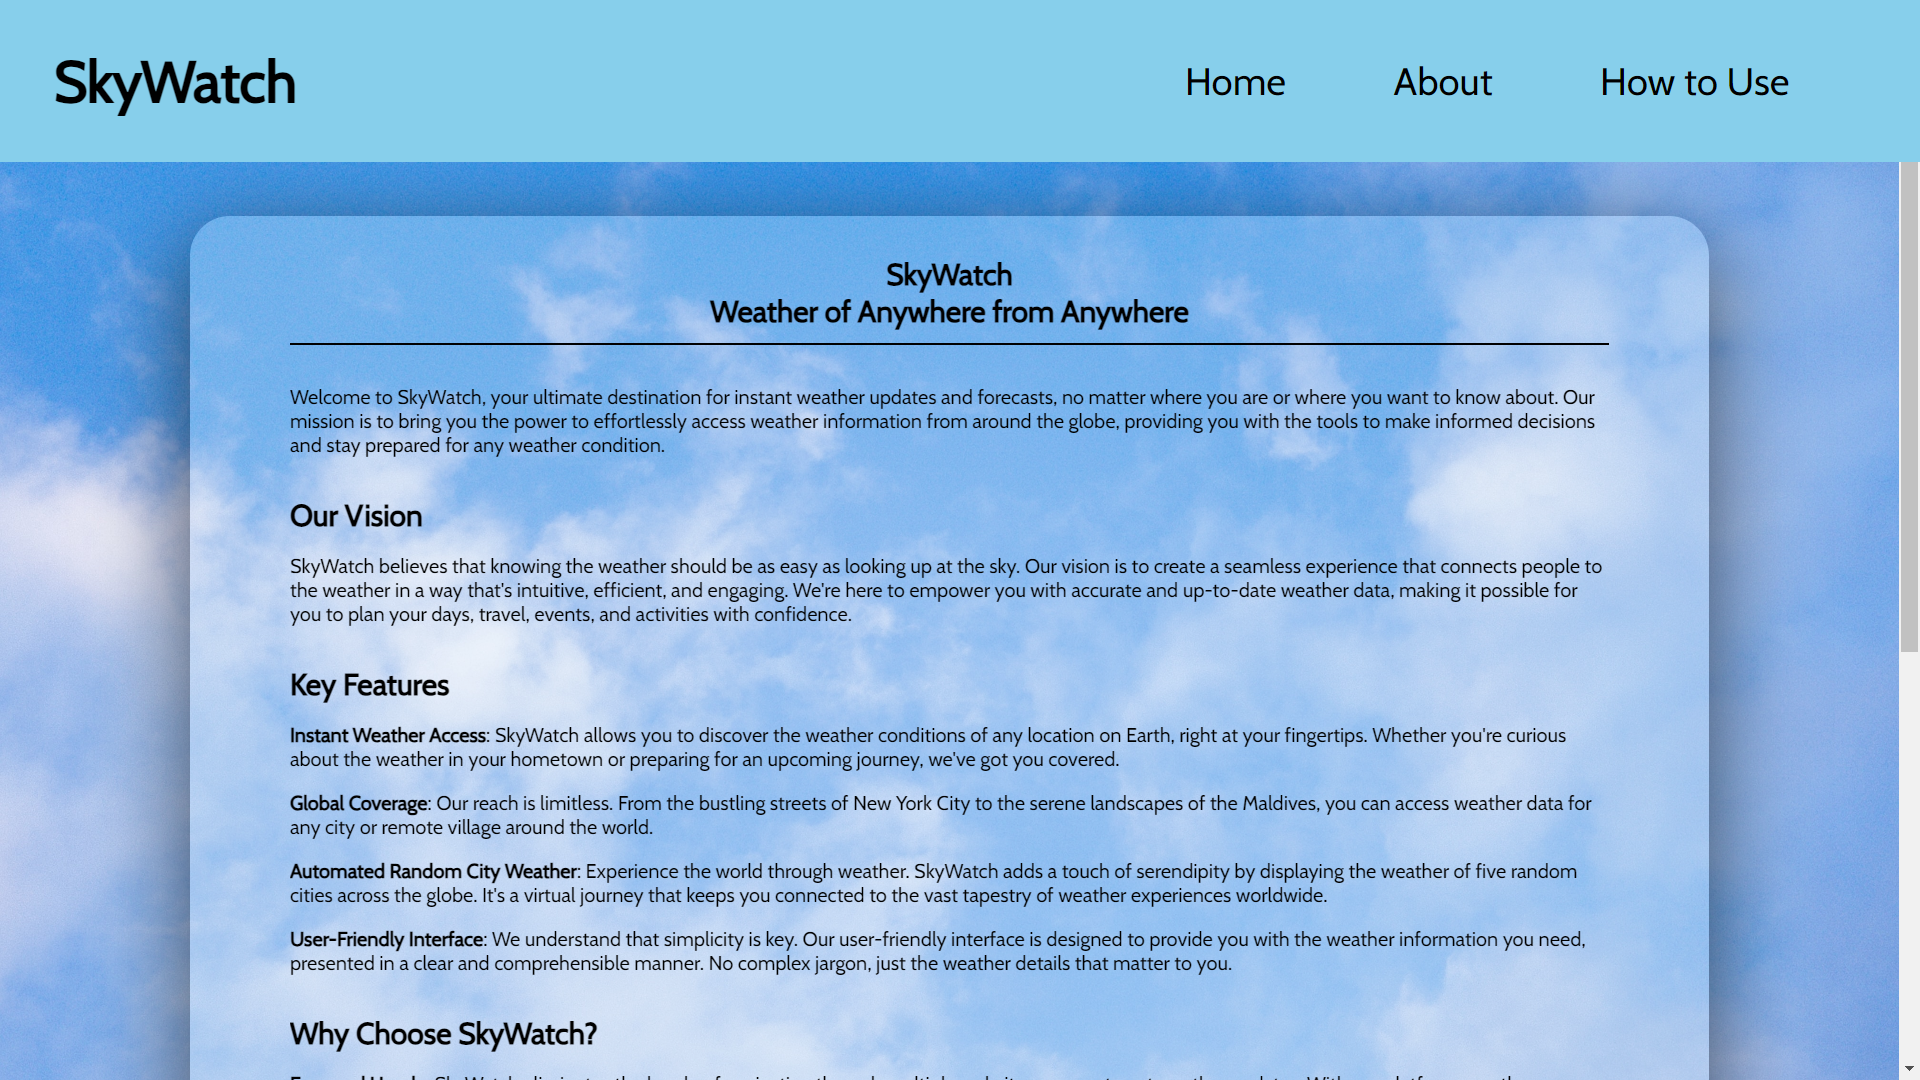 SkyWatch
Home
About
How to Use
SkyWatch
Weather of Anywhere from Anywhere
Welcome to SkyWatch, your ultimate destination for instant weather updates and forecasts, no matter where you are or where you want to know about. Our
mission is to bring you the power to effortlessly access weather information from around the globe, providing you with the tools to make informed decisions
and stay prepared for any weather condition.
Our Vision
SkyWatch believes that knowing the weather should be as easy as looking up at the sky. Our vision is to create a seamless experience that connects people to
the weather in a way that's intuitive, efficient, and engaging. We're here to empower you with accurate and up-to-date weather data, making it possible for
you to plan your days, travel, events, and activities with confidence.
Key Features
Instant Weather Access: SkyWatch allows you to discover the weather conditions of any location on Earth, right at your fingertips. Whether you're curious
about the weather in your hometown or preparing for an upcoming journey, we've got you covered.
Global Coverage: Our reach is limitless. From the bustling streets of New York City to the serene landscapes of the Maldives, you can access weather data for
any city or remote village around the world.
Automated Random City Weather: Experience the world through weather. SkyWatch adds a touch of serendipity by displaying the weather of five random
cities across the globe. It's a virtual journey that keeps you connected to the vast tapestry of weather experiences worldwide.
User-Friendly Interface: We understand that simplicity is key. Our user-friendly interface is designed to provide you with the weather information you need,
presented in a clear and comprehensible manner. No complex jargon, just the weather details that matter to you.
Why Choose SkyWatch?